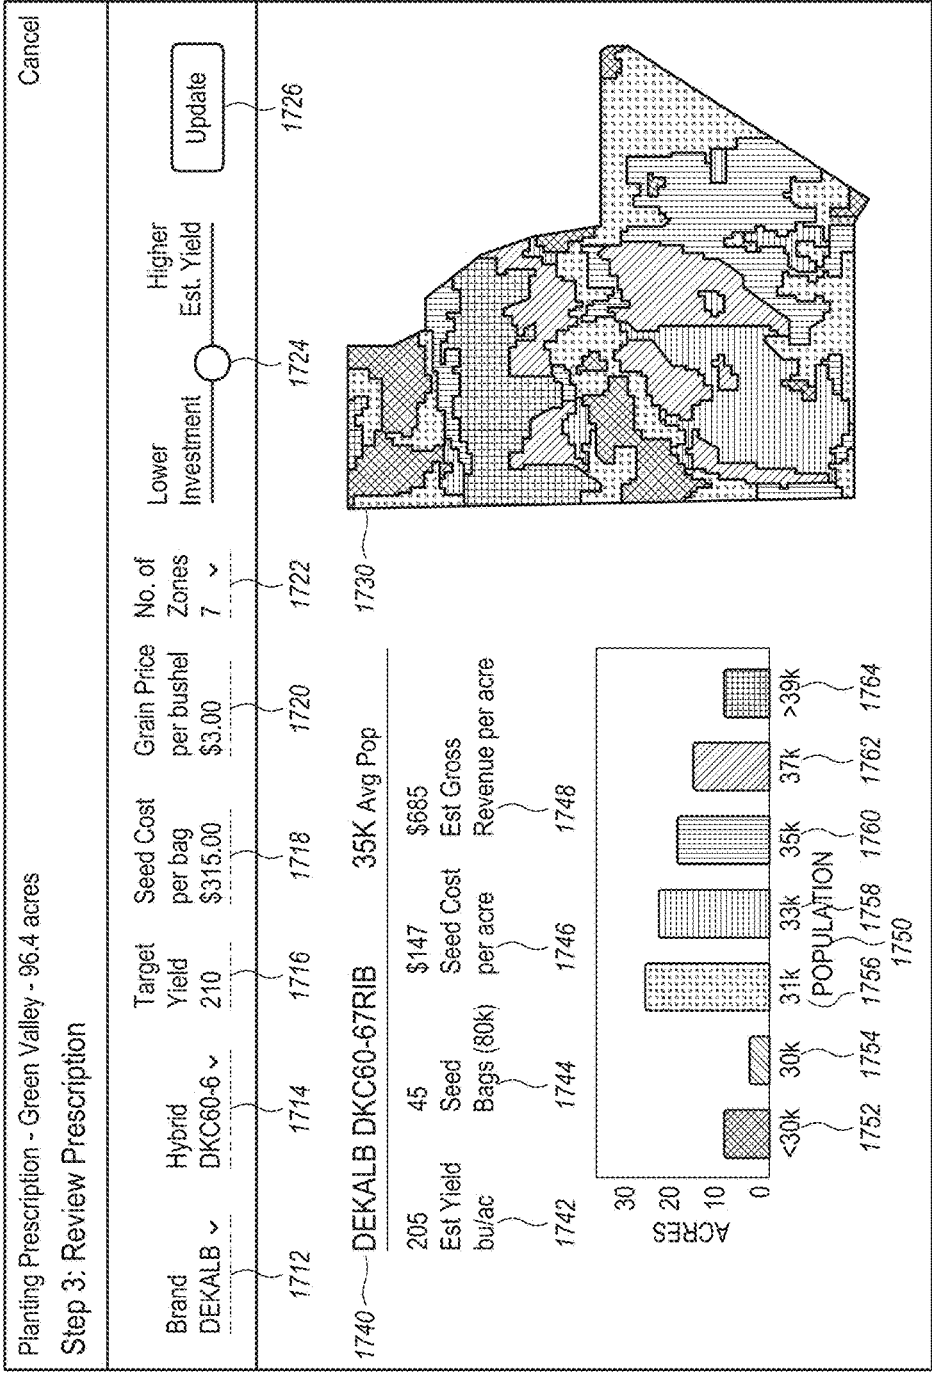 Planting Prescription - Green Valley - 96.4 acres
Cancel
Step 3: Review Prescription
Brand
DEKALB
1712
Hybrid
DKC60-6
1714
Target
Yield
210
1716
Seed Cost
per bag
$315.00
1718
Grain Price
per bushel
$3.00
1720
No. of
Zones
7
1722
Lower
Investment
Higher
Est. Yield
1724
Update
1726
1740
DEKALB DKC60-67RIB
35K Avg Pop
205
Est Yield
bu/ac
1742
45
Seed
Bags (80k)
1744
$147
Seed Cost
per acre
1746
$685
Est Gross
Revenue per acre
1748
1730
ACRES
30
20
10
0
<30k
30k
31k
33k
35k
37k
>39k
(POPULATION
1752
1754
1756
1758
1760
1762
1764
1750